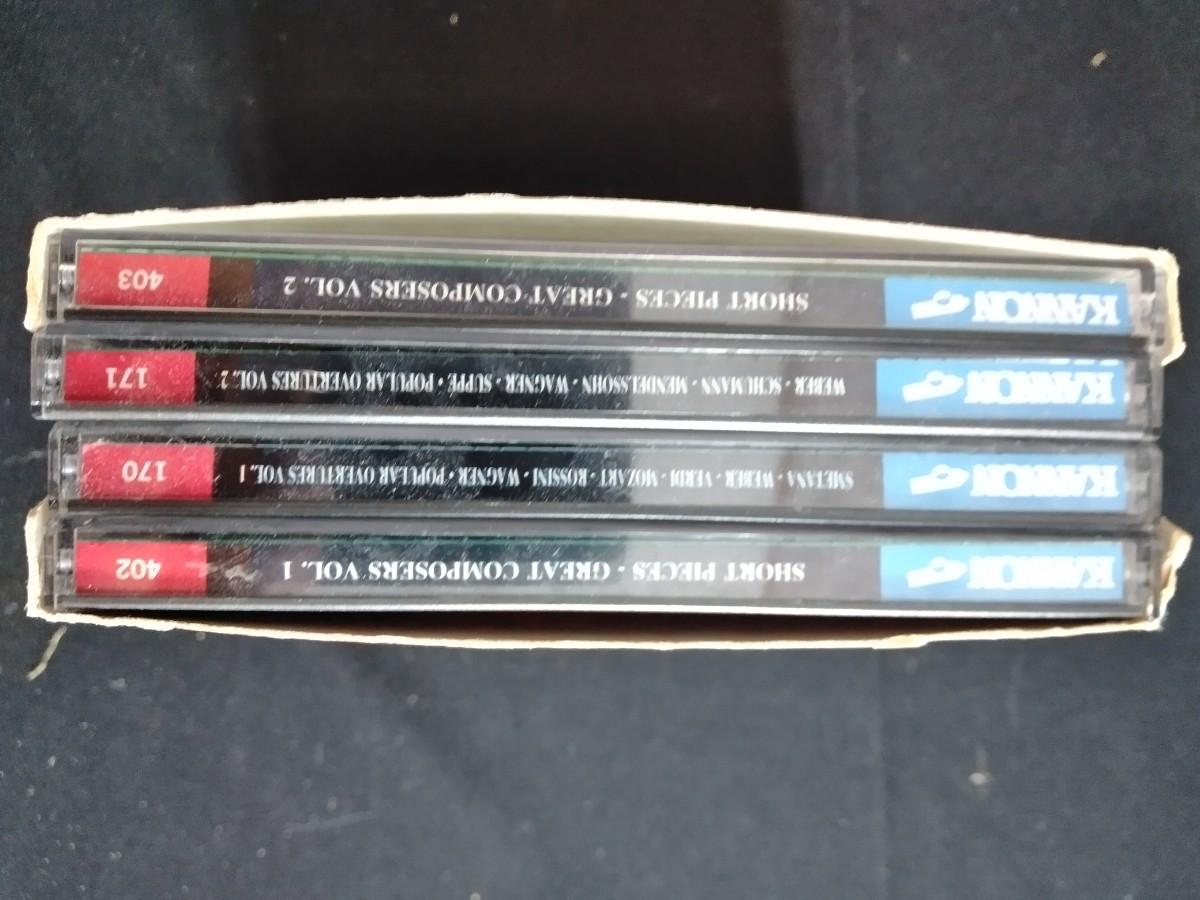 KANNON SHORT PIECES - GREAT COMPOSERS VOL. 1 402
KANNON SMETANA • WEBER • VERDI • MOZART • ROSSINI • WAGNER • POPULAR OVERTURES VOL. 1 170
KANNON WEBER • SCHUMANN • MENDELSSOHN • WAGNER • SUPPÉ • POPULAR OVERTURES VOL. 2 171
KANNON SHORT PIECES - GREAT COMPOSERS VOL. 2 403